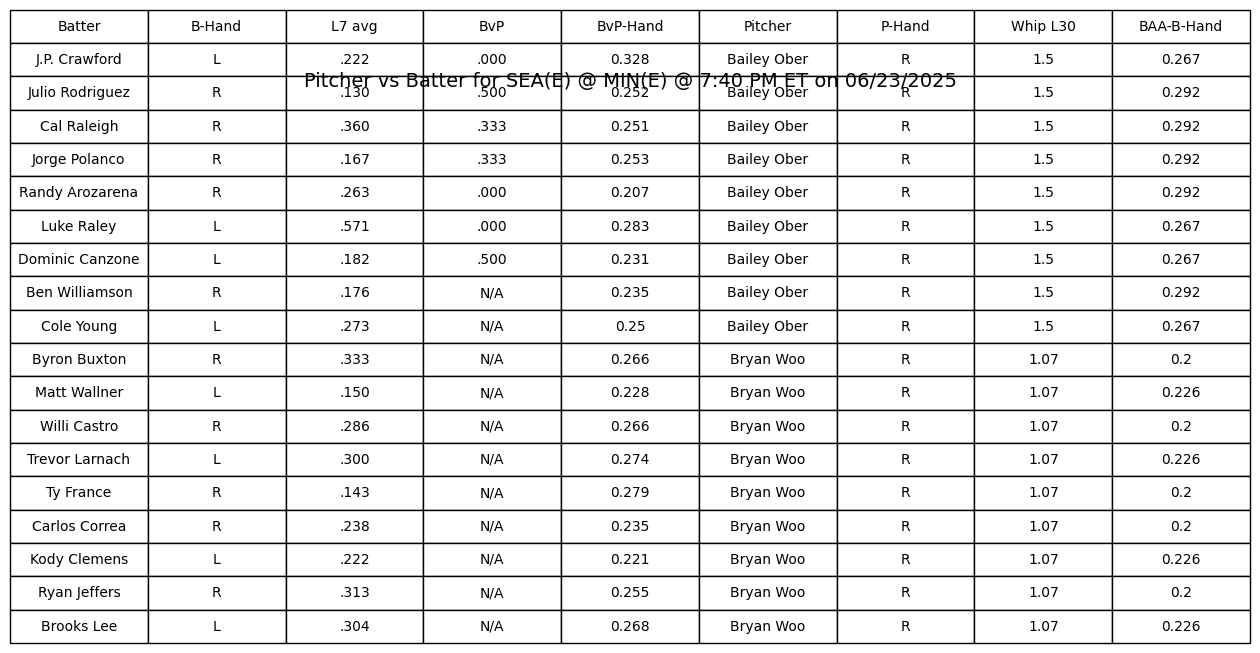 Batter B-Hand L7 avg BvP BvP-Hand Pitcher P-Hand Whip L30 BAA-B-Hand
J.P. Crawford L .222 .000 0.328 Bailey Ober R 1.5 0.267
Pitcher vs Batter for SEA(E) @ MIN(E) @ 7:40 PM ET on 06/23/2025
Julio Rodriguez R .130 .500 0.252 Bailey Ober R 1.5 0.292
Cal Raleigh R .360 .333 0.251 Bailey Ober R 1.5 0.292
Jorge Polanco R .167 .333 0.253 Bailey Ober R 1.5 0.292
Randy Arozarena R .263 .000 0.207 Bailey Ober R 1.5 0.292
Luke Raley L .571 .000 0.283 Bailey Ober R 1.5 0.267
Dominic Canzone L .182 .500 0.231 Bailey Ober R 1.5 0.267
Ben Williamson R .176 N/A 0.235 Bailey Ober R 1.5 0.292
Cole Young L .273 N/A 0.25 Bailey Ober R 1.5 0.267
Byron Buxton R .333 N/A 0.266 Bryan Woo R 1.07 0.2
Matt Wallner L .150 N/A 0.228 Bryan Woo R 1.07 0.226
Willi Castro R .286 N/A 0.266 Bryan Woo R 1.07 0.2
Trevor Larnach L .300 N/A 0.274 Bryan Woo R 1.07 0.226
Ty France R .143 N/A 0.279 Bryan Woo R 1.07 0.2
Carlos Correa R .238 N/A 0.235 Bryan Woo R 1.07 0.2
Kody Clemens L .222 N/A 0.221 Bryan Woo R 1.07 0.226
Ryan Jeffers R .313 N/A 0.255 Bryan Woo R 1.07 0.2
Brooks Lee L .304 N/A 0.268 Bryan Woo R 1.07 0.226